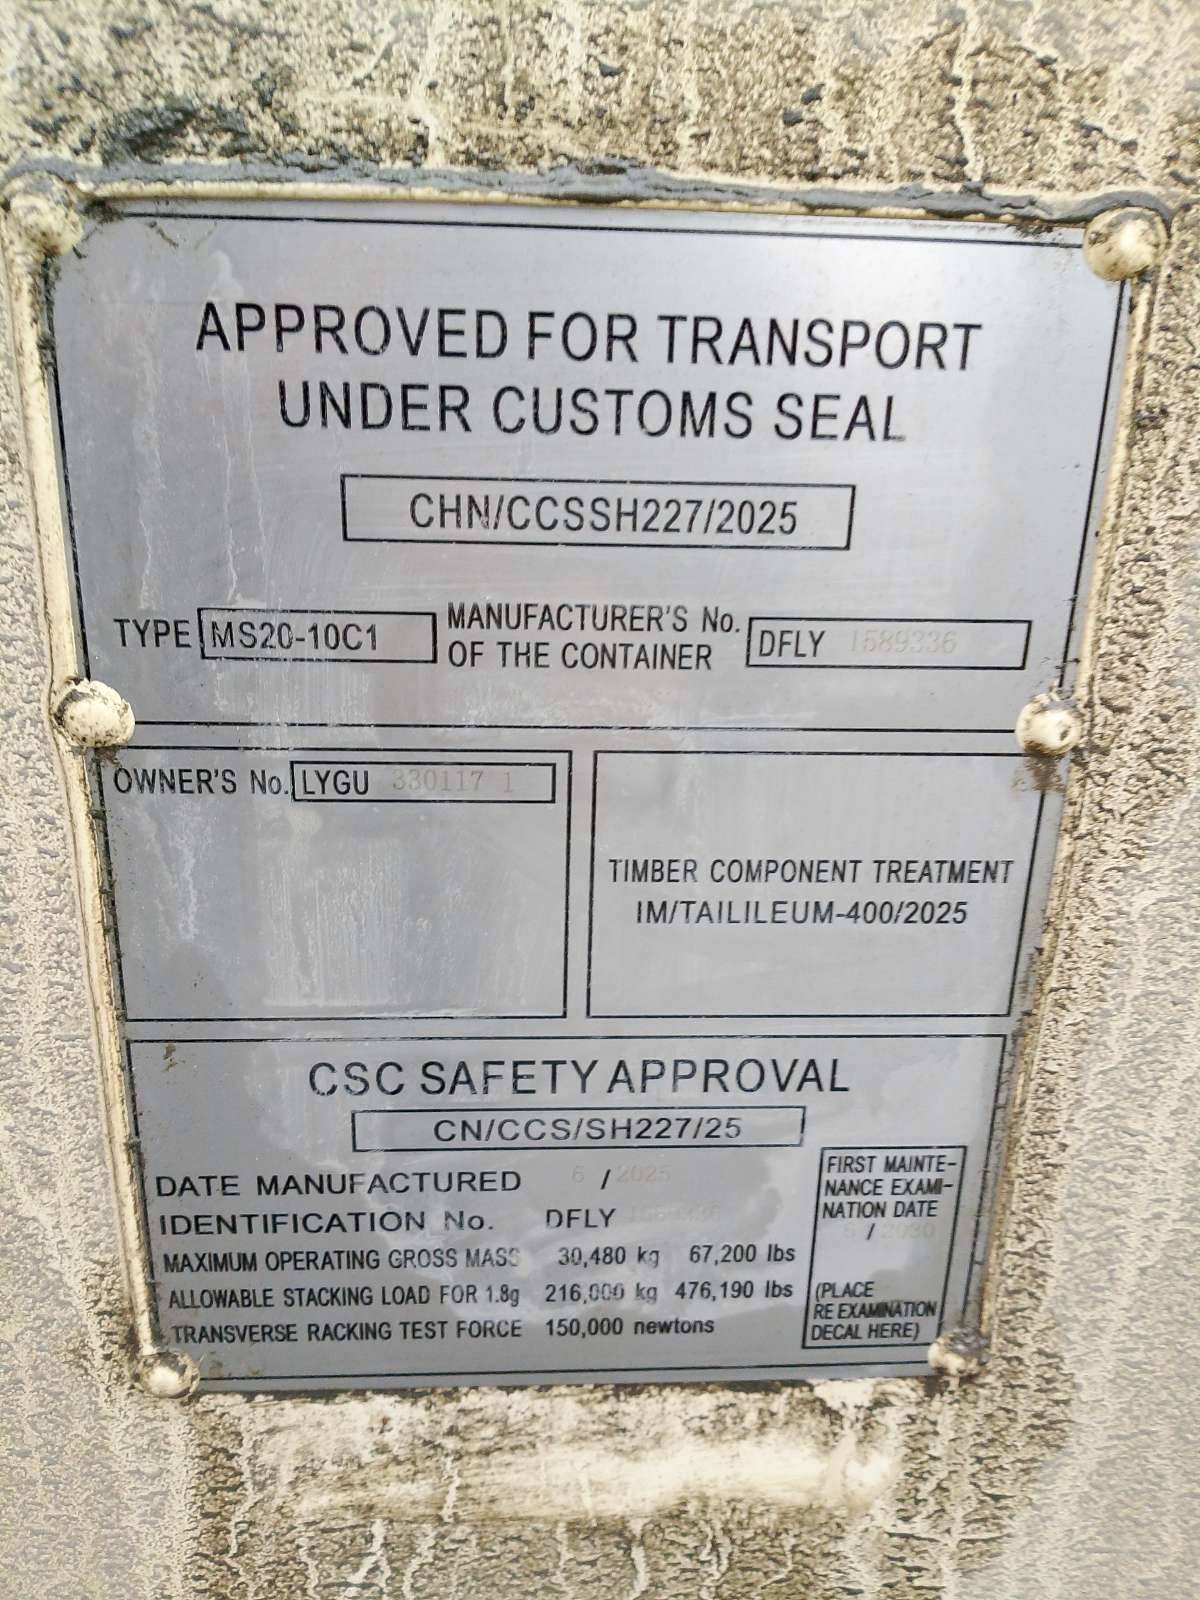 APPROVED FOR TRANSPORT
UNDER CUSTOMS SEAL
CHN/CCSSH227/2025
TYPE MS20-10C1
MANUFACTURER'S No.
OF THE CONTAINER
DFLY 1589336
OWNER'S No. LYGU 330117 1
TIMBER COMPONENT TREATMENT
IM/TAILILEUM-400/2025
CSC SAFETY APPROVAL
CN/CCS/SH227/25
DATE MANUFACTURED 6 / 2025
IDENTIFICATION No. DFLY
MAXIMUM OPERATING GROSS MASS 30,480 kg 67,200 lbs
ALLOWABLE STACKING LOAD FOR 1.8g 216,000 kg 476,190 lbs
TRANSVERSE RACKING TEST FORCE 150,000 newtons
FIRST MAINTE-
NANCE EXAMI-
NATION DATE
/ 2030
(PLACE
RE EXAMINATION
DECAL HERE)